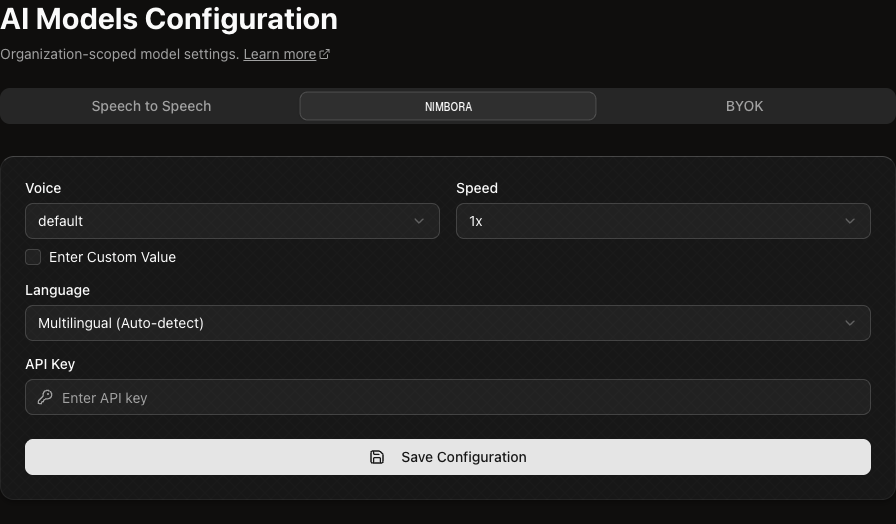 AI Models Configuration
Organization-scoped model settings. Learn more
Speech to Speech
NIMBORA
BYOK
Voice
Speed
default
1x
Enter Custom Value
Language
Multilingual (Auto-detect)
API Key
Enter API key
Save Configuration